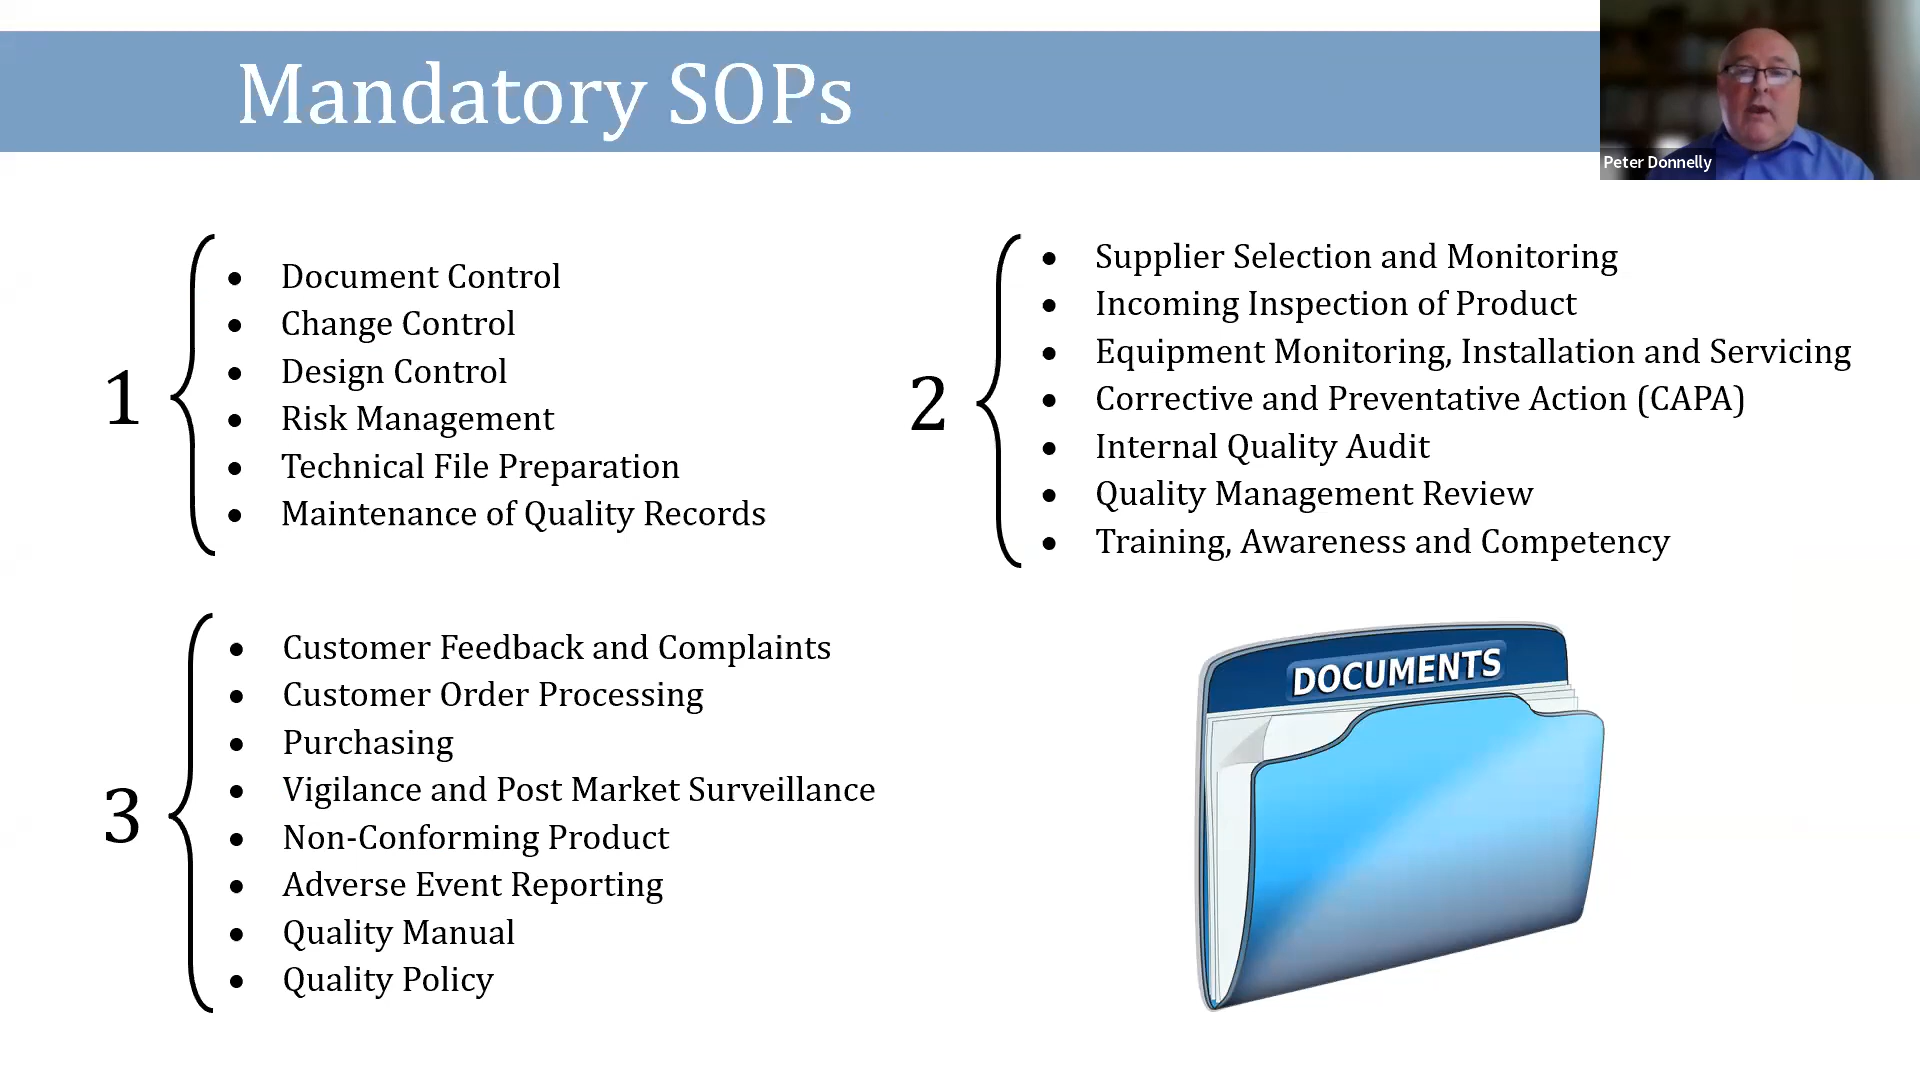 Mandatory SOPs
Peter Donnelly
1
• Document Control
• Change Control
• Design Control
• Risk Management
• Technical File Preparation
• Maintenance of Quality Records
2
• Supplier Selection and Monitoring
• Incoming Inspection of Product
• Equipment Monitoring, Installation and Servicing
• Corrective and Preventative Action (CAPA)
• Internal Quality Audit
• Quality Management Review
• Training, Awareness and Competency
3
• Customer Feedback and Complaints
• Customer Order Processing
• Purchasing
• Vigilance and Post Market Surveillance
• Non-Conforming Product
• Adverse Event Reporting
• Quality Manual
• Quality Policy
DOCUMENTS